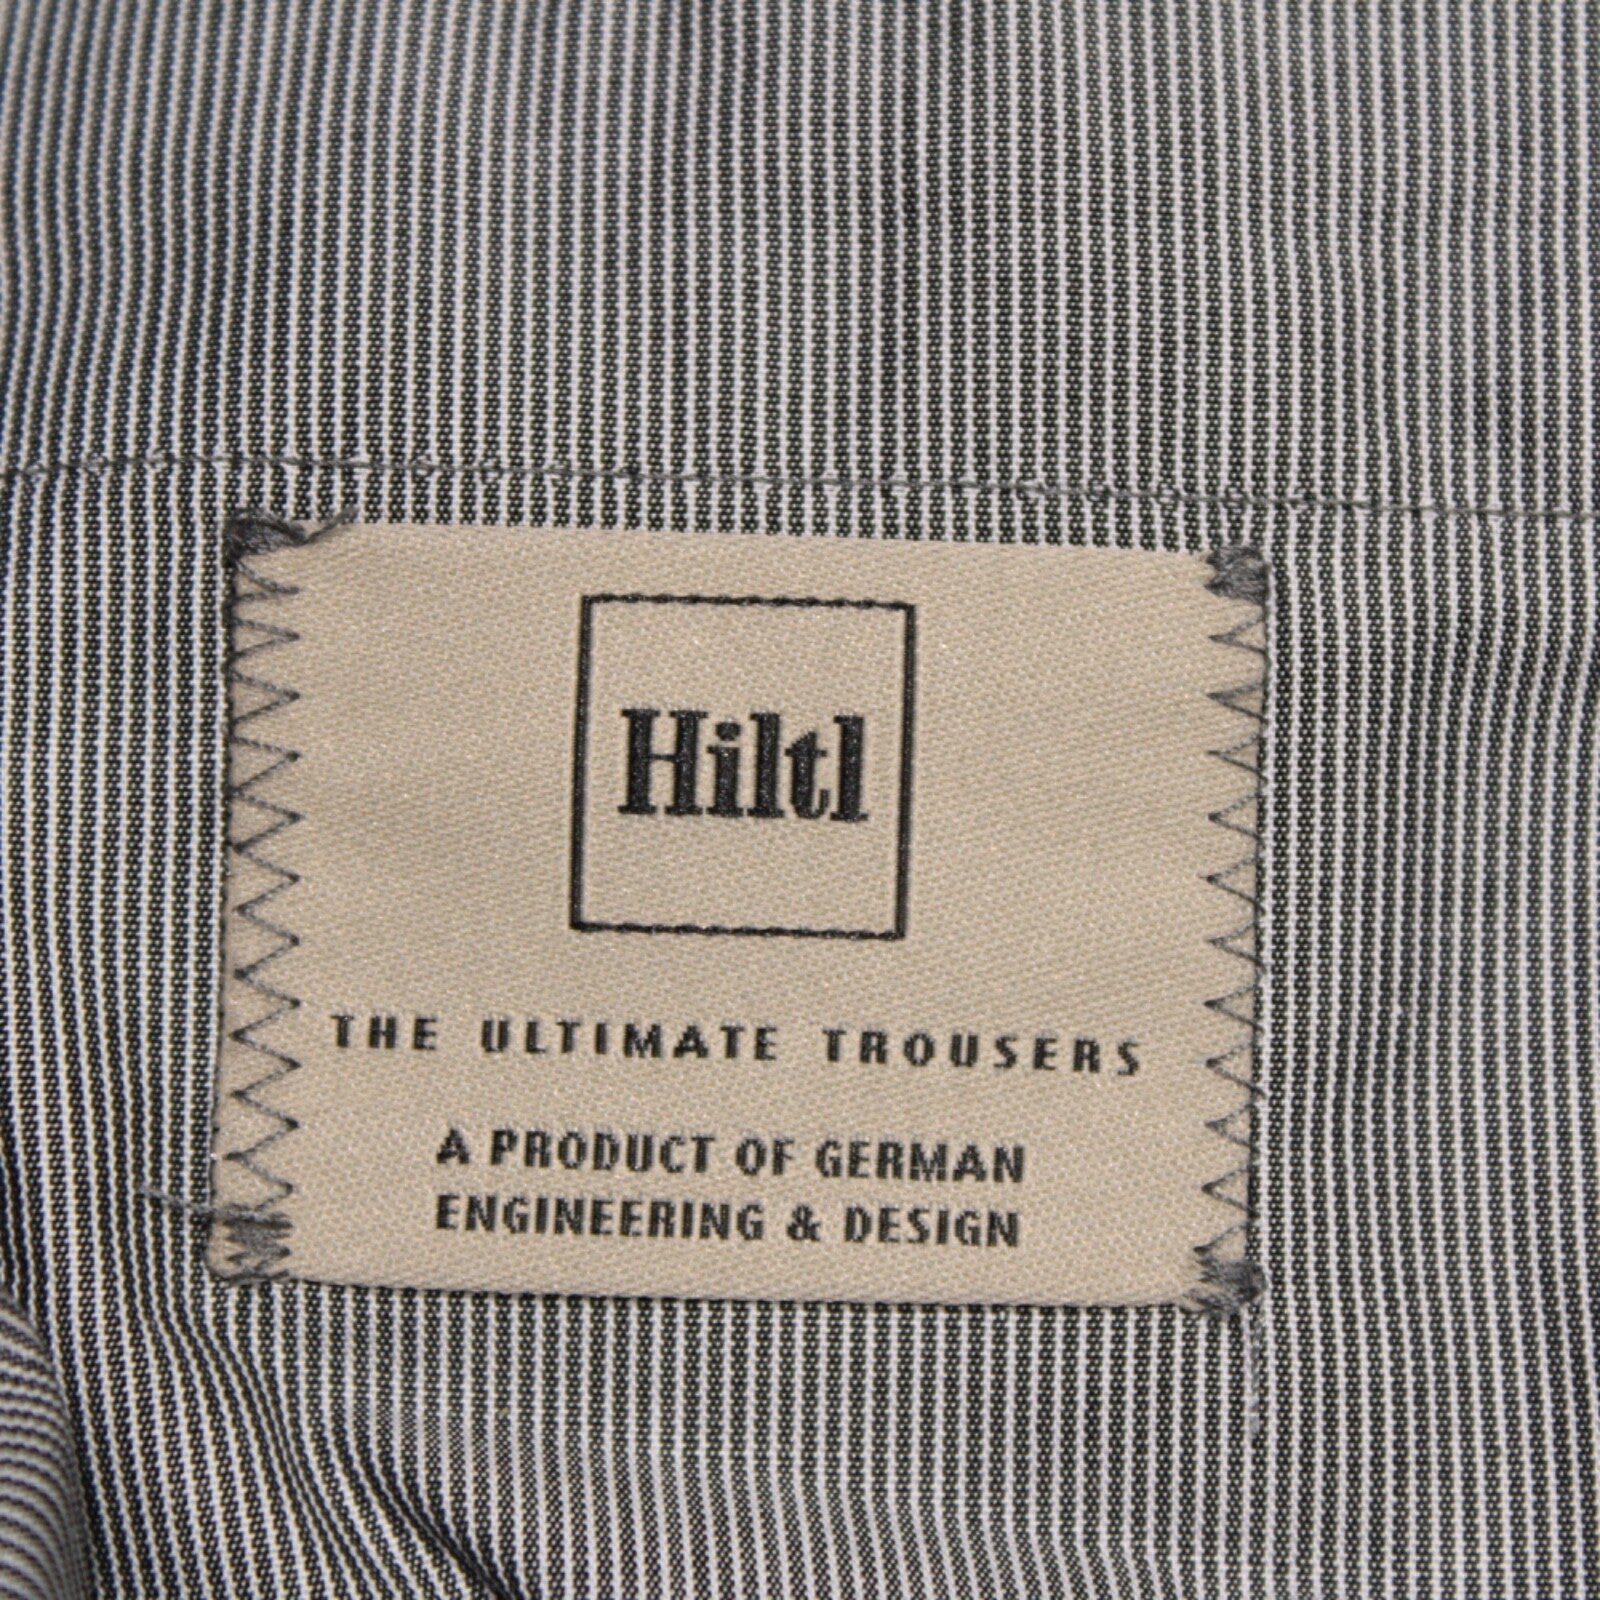 Hiltl
THE ULTIMATE TROUSERS
A PRODUCT OF GERMAN
ENGINEERING & DESIGN